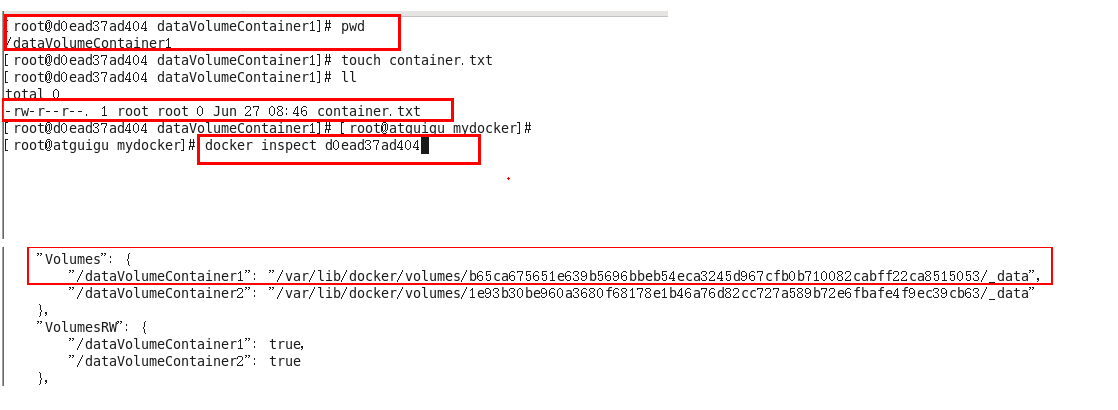 [root@d0ead37ad404 dataVolumeContainer1]# pwd
/dataVolumeContainer1
[root@d0ead37ad404 dataVolumeContainer1]# touch container.txt
[root@d0ead37ad404 dataVolumeContainer1]# ll
total 0
-rw-r--r--. 1 root root 0 Jun 27 08:46 container.txt
[root@d0ead37ad404 dataVolumeContainer1]# [root@atguigu mydocker]#
[root@atguigu mydocker]# docker inspect d0ead37ad404
"Volumes": {
"/dataVolumeContainer1": "/var/lib/docker/volumes/b65ca675651e639b5696bbeb54eca3245d967cfb0b710082cabff22ca8515053/_data",
"/dataVolumeContainer2": "/var/lib/docker/volumes/1e93b30be960a3680f68178e1b46a76d82cc727a589b72e6fbafe4f9ec39cb63/_data"
},
"VolumesRW": {
"/dataVolumeContainer1": true,
"/dataVolumeContainer2": true
},